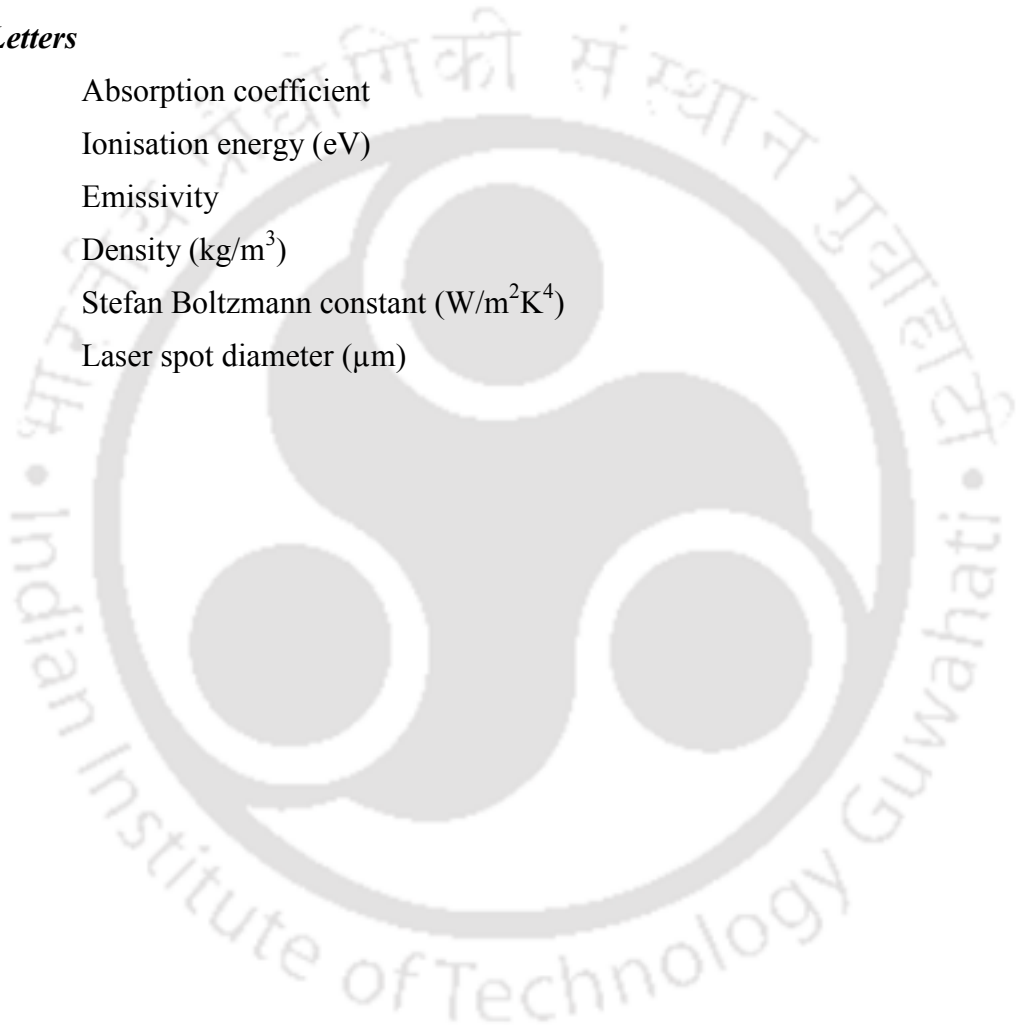 Letters
Absorption coefficient
Ionisation energy (eV)
Emissivity
Density (kg/m³)
Stefan Boltzmann constant (W/m²K⁴)
Laser spot diameter (µm)
भारतीय प्रौद्योगिकी संस्थान गुवाहाटी
Indian Institute of Technology Guwahati